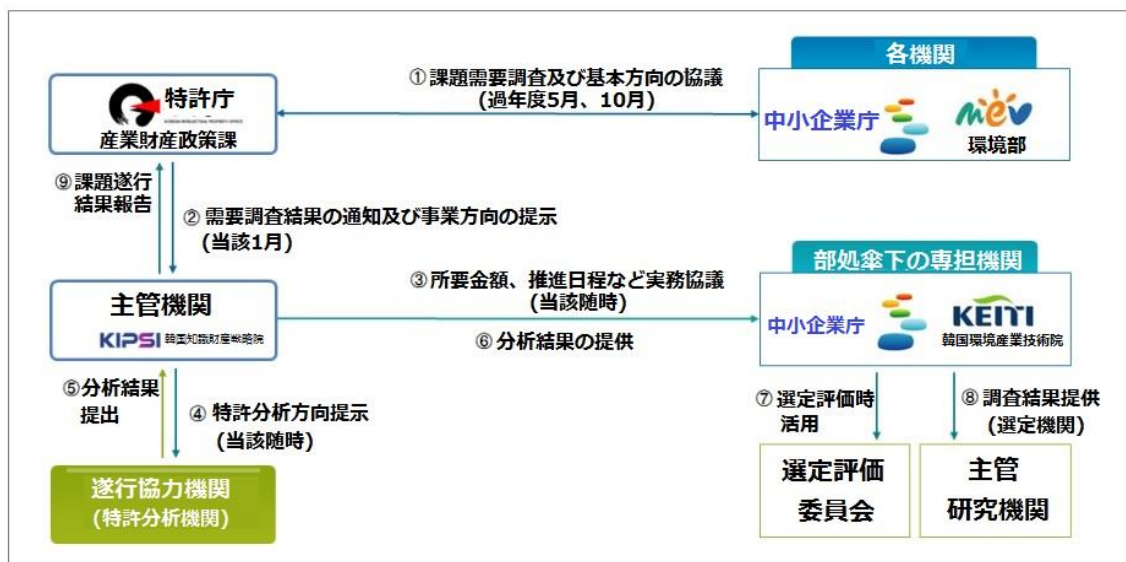 特許庁
KOREAN INTELLECTUAL PROPERTY OFFICE
産業財産政策課
①課題需要調査及び基本方向の協議
(過年度5月、10月)
各機関
中小企業庁
mev
環境部
⑨課題遂行
結果報告
② 需要調査結果の通知及び事業方向の提示
(当該1月)
主管機関
KIPSI 韓国知識財産戦略院
③所要金額、推進日程など実務協議
(当該随時)
⑥ 分析結果の提供
部処傘下の専担機関
中小企業庁
KEITI
韓国環境産業技術院
⑤分析結果
提出
④ 特許分析方向提示
(当該随時)
⑦ 選定評価時
活用
⑧ 調査結果提供
(選定機関)
遂行協力機関
(特許分析機関)
選定評価
委員会
主管
研究機関